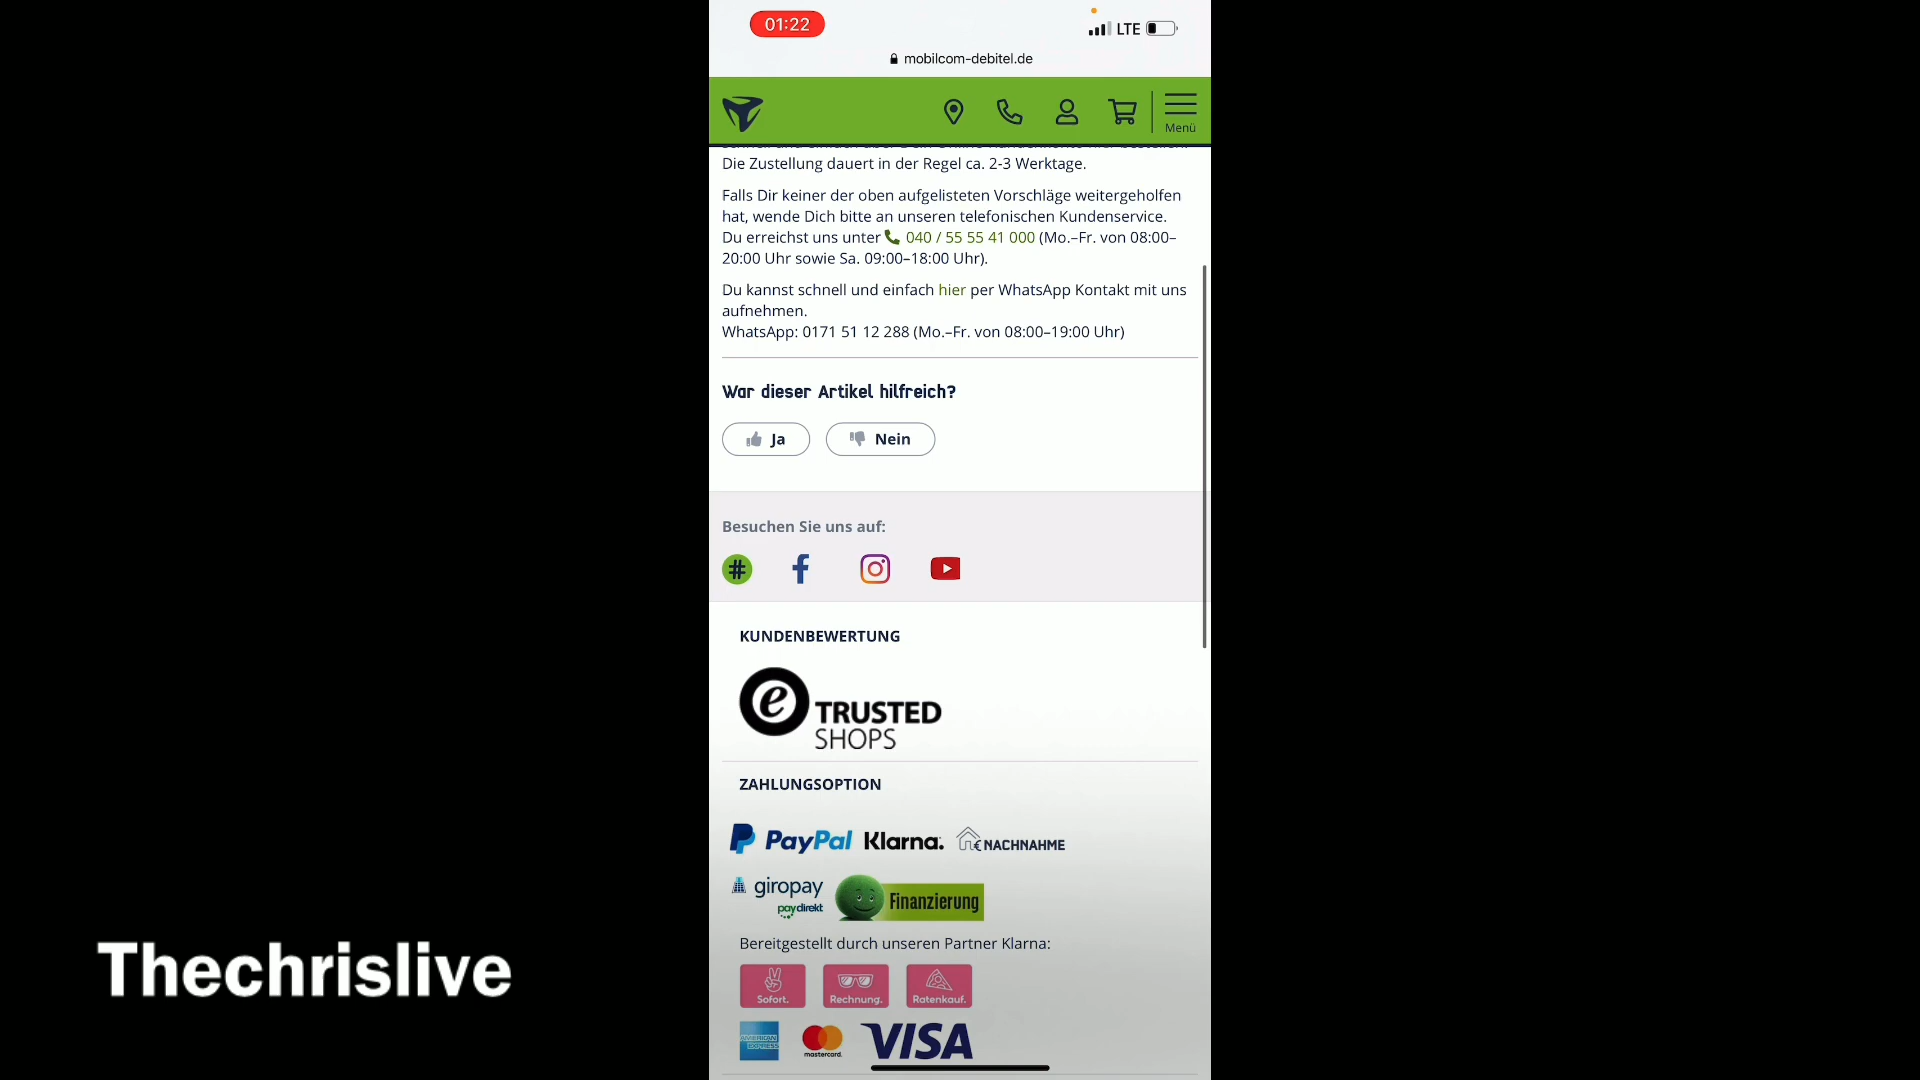 01:22
LTE
mobilcom-debitel.de
Menü
Die Zustellung dauert in der Regel ca. 2-3 Werktage.
Falls Dir keiner der oben aufgelisteten Vorschläge weitergeholfen
hat, wende Dich bitte an unseren telefonischen Kundenservice.
Du erreichst uns unter 040 / 55 55 41 000 (Mo.–Fr. von 08:00–
20:00 Uhr sowie Sa. 09:00–18:00 Uhr).
Du kannst schnell und einfach hier per WhatsApp Kontakt mit uns
aufnehmen.
WhatsApp: 0171 51 12 288 (Mo.–Fr. von 08:00–19:00 Uhr)
War dieser Artikel hilfreich?
Ja Nein
Besuchen Sie uns auf:
#
KUNDENBEWERTUNG
e TRUSTED
SHOPS
ZAHLUNGSOPTION
PayPal Klarna. € NACHNAHME
giropay
paydirekt
Finanzierung
Bereitgestellt durch unseren Partner Klarna:
Sofort. Rechnung. Ratenkauf.
AMERICAN
EXPRESS
mastercard.
VISA
Thechrislive